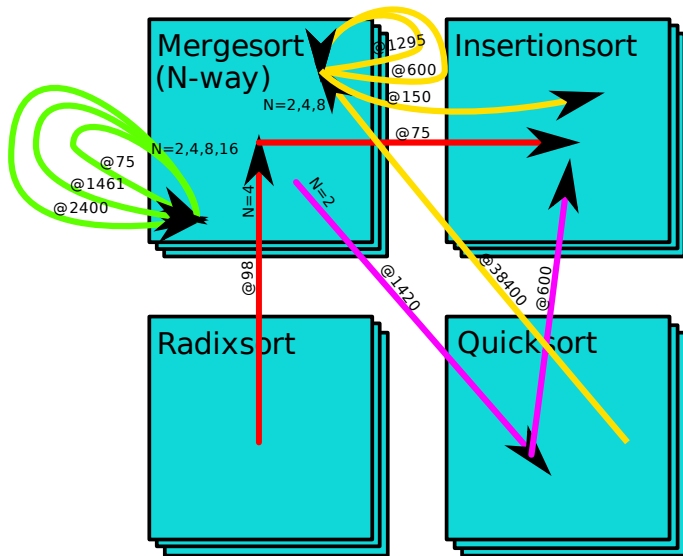 Mergesort
(N-way)
Insertionsort
@1295
@600
@150
N=2,4,8
@75
N=2,4,8,16
@75
@1461
@2400
N=4
N=2
@98
@1420
@38400
@600
Radixsort
Quicksort